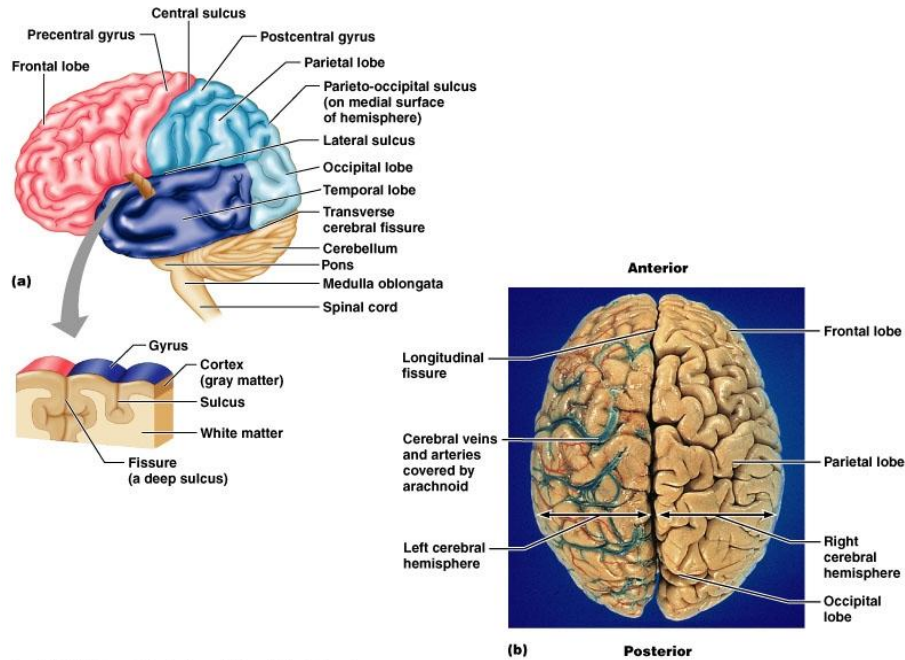 Central sulcus
Precentral gyrus
Postcentral gyrus
Frontal lobe
Parietal lobe
Parieto-occipital sulcus
(on medial surface
of hemisphere)
Lateral sulcus
Occipital lobe
Temporal lobe
Transverse
cerebral fissure
Cerebellum
Pons
Medulla oblongata
Spinal cord
(a)
Gyrus
Cortex
(gray matter)
Sulcus
White matter
Fissure
(a deep sulcus)
Anterior
Longitudinal
fissure
Frontal lobe
Cerebral veins
and arteries
covered by
arachnoid
Parietal lobe
Left cerebral
hemisphere
Right
cerebral
hemisphere
Occipital
lobe
(b)
Posterior